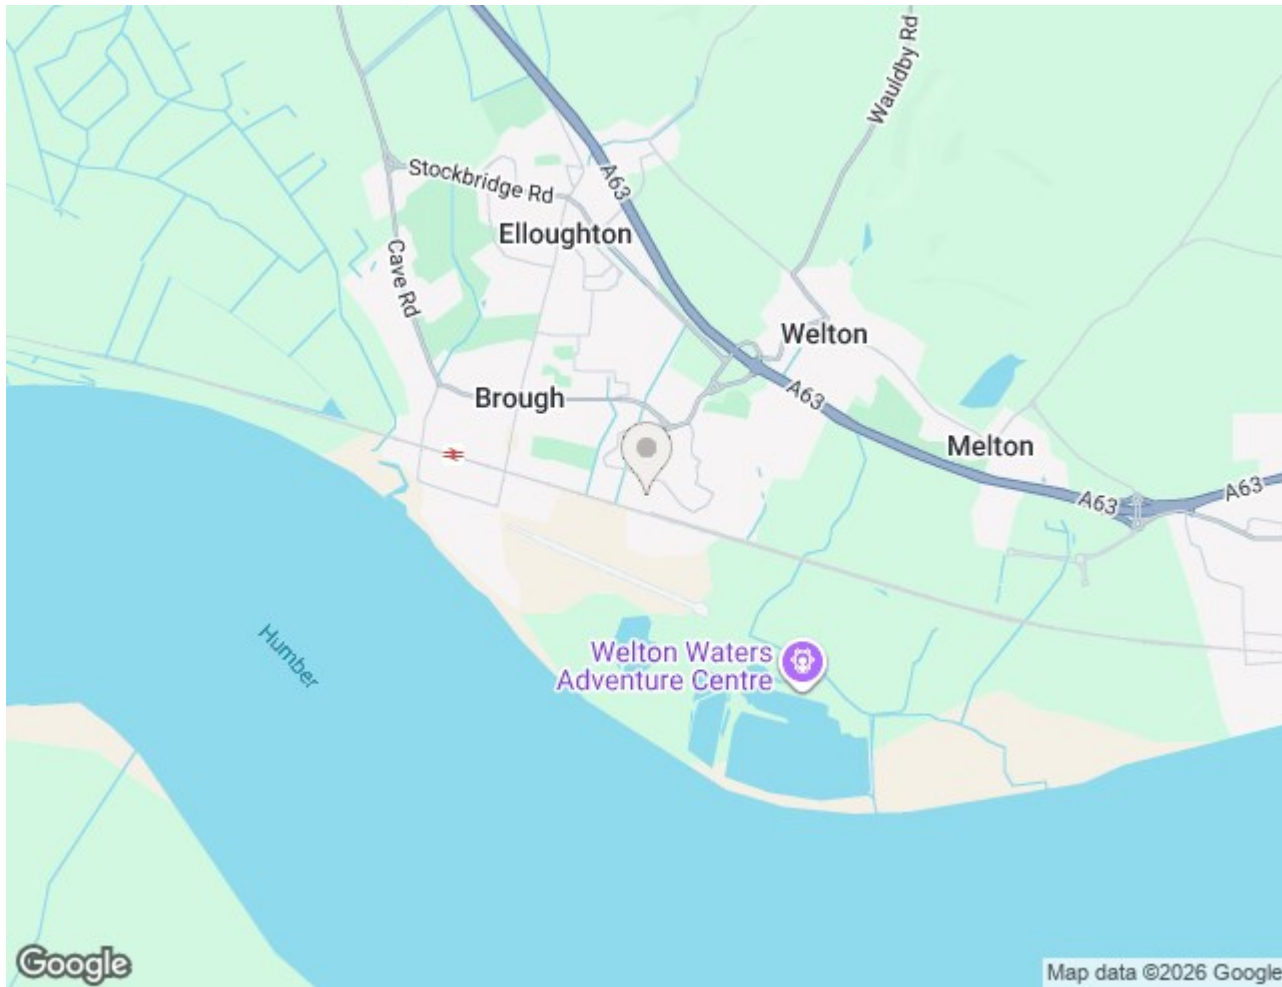 Wauldby Rd
Stockbridge Rd
A63
Elloughton
Cave Rd
Welton
Brough
A63
Melton
A63
A63
Humber
Welton Waters
Adventure Centre
Google
Map data ©2026 Google